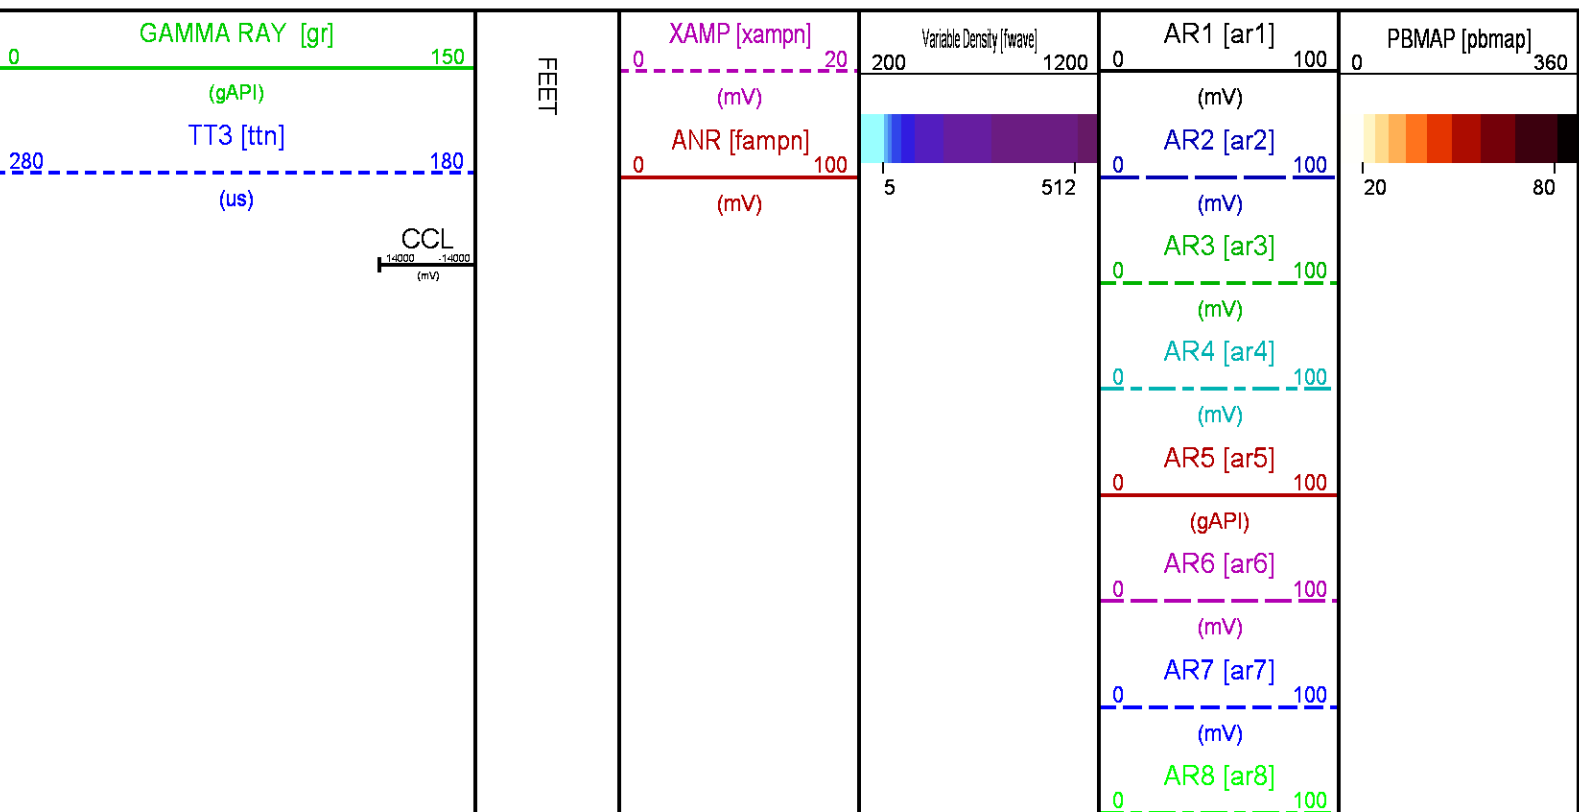 GAMMA RAY [gr]
0 150
(gAPI)
TT3 [ttn]
280 180
(us)
CCL
14000 -14000
(mV)
FEET
XAMP [xampn]
0 20
(mV)
ANR [fampn]
0 100
(mV)
Variable Density [fwave]
200 1200
5 512
AR1 [ar1]
0 100
(mV)
AR2 [ar2]
0 100
(mV)
AR3 [ar3]
0 100
(mV)
AR4 [ar4]
0 100
(mV)
AR5 [ar5]
0 100
(gAPI)
AR6 [ar6]
0 100
(mV)
AR7 [ar7]
0 100
(mV)
AR8 [ar8]
0 100
PBMAP [pbmap]
0 360
20 80